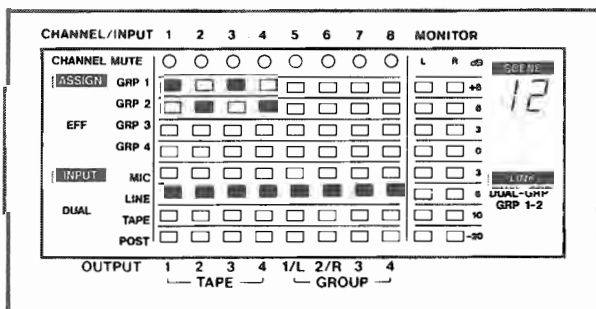 CHANNEL/INPUT 1 2 3 4 5 6 7 8 MONITOR
CHANNEL MUTE L R dB SCENE
ASSIGN GRP 1 +8 12
GRP 2 6
EFF GRP 3 3
GRP 4 0
INPUT MIC 3 LINK
LINE 6 DUAL-GRP
DUAL TAPE 10 GRP 1-2
POST -20
OUTPUT 1 2 3 4 1/L 2/R 3 4
TAPE GROUP